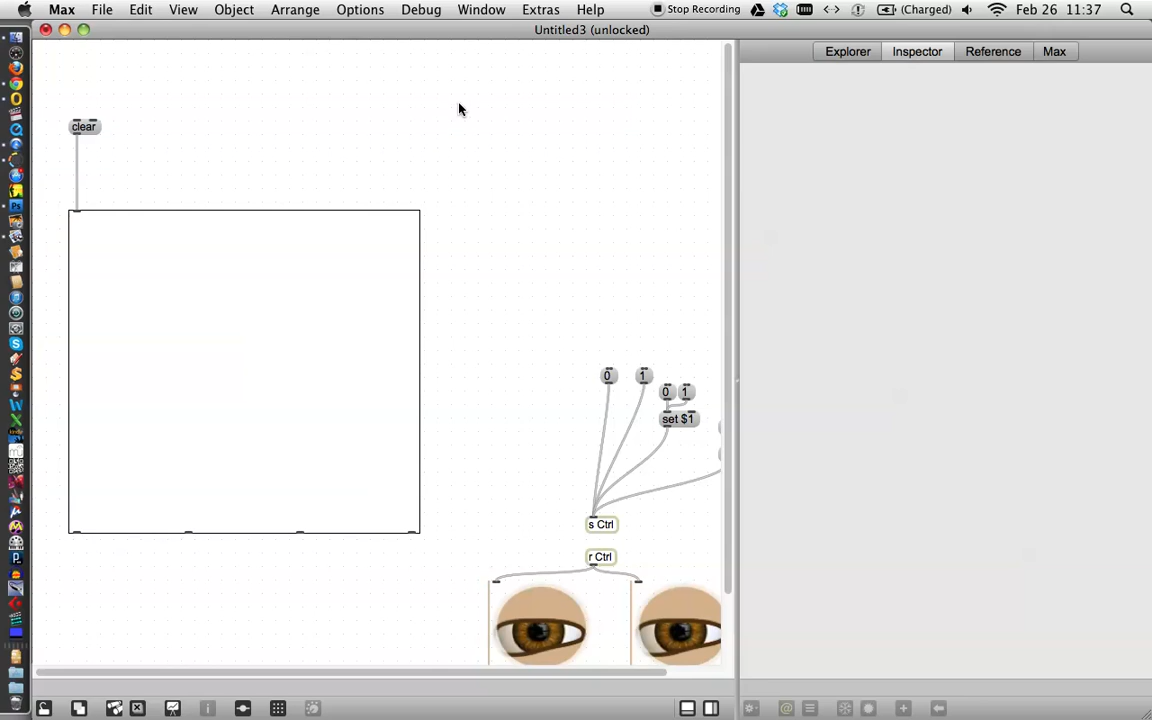 Max File Edit View Object Arrange Options Debug Window Extras Help Stop Recording (Charged) Feb 26 11:37
Untitled3 (unlocked)
Explorer Inspector Reference Max
clear
0 1
0 1
set $1
s Ctrl
r Ctrl